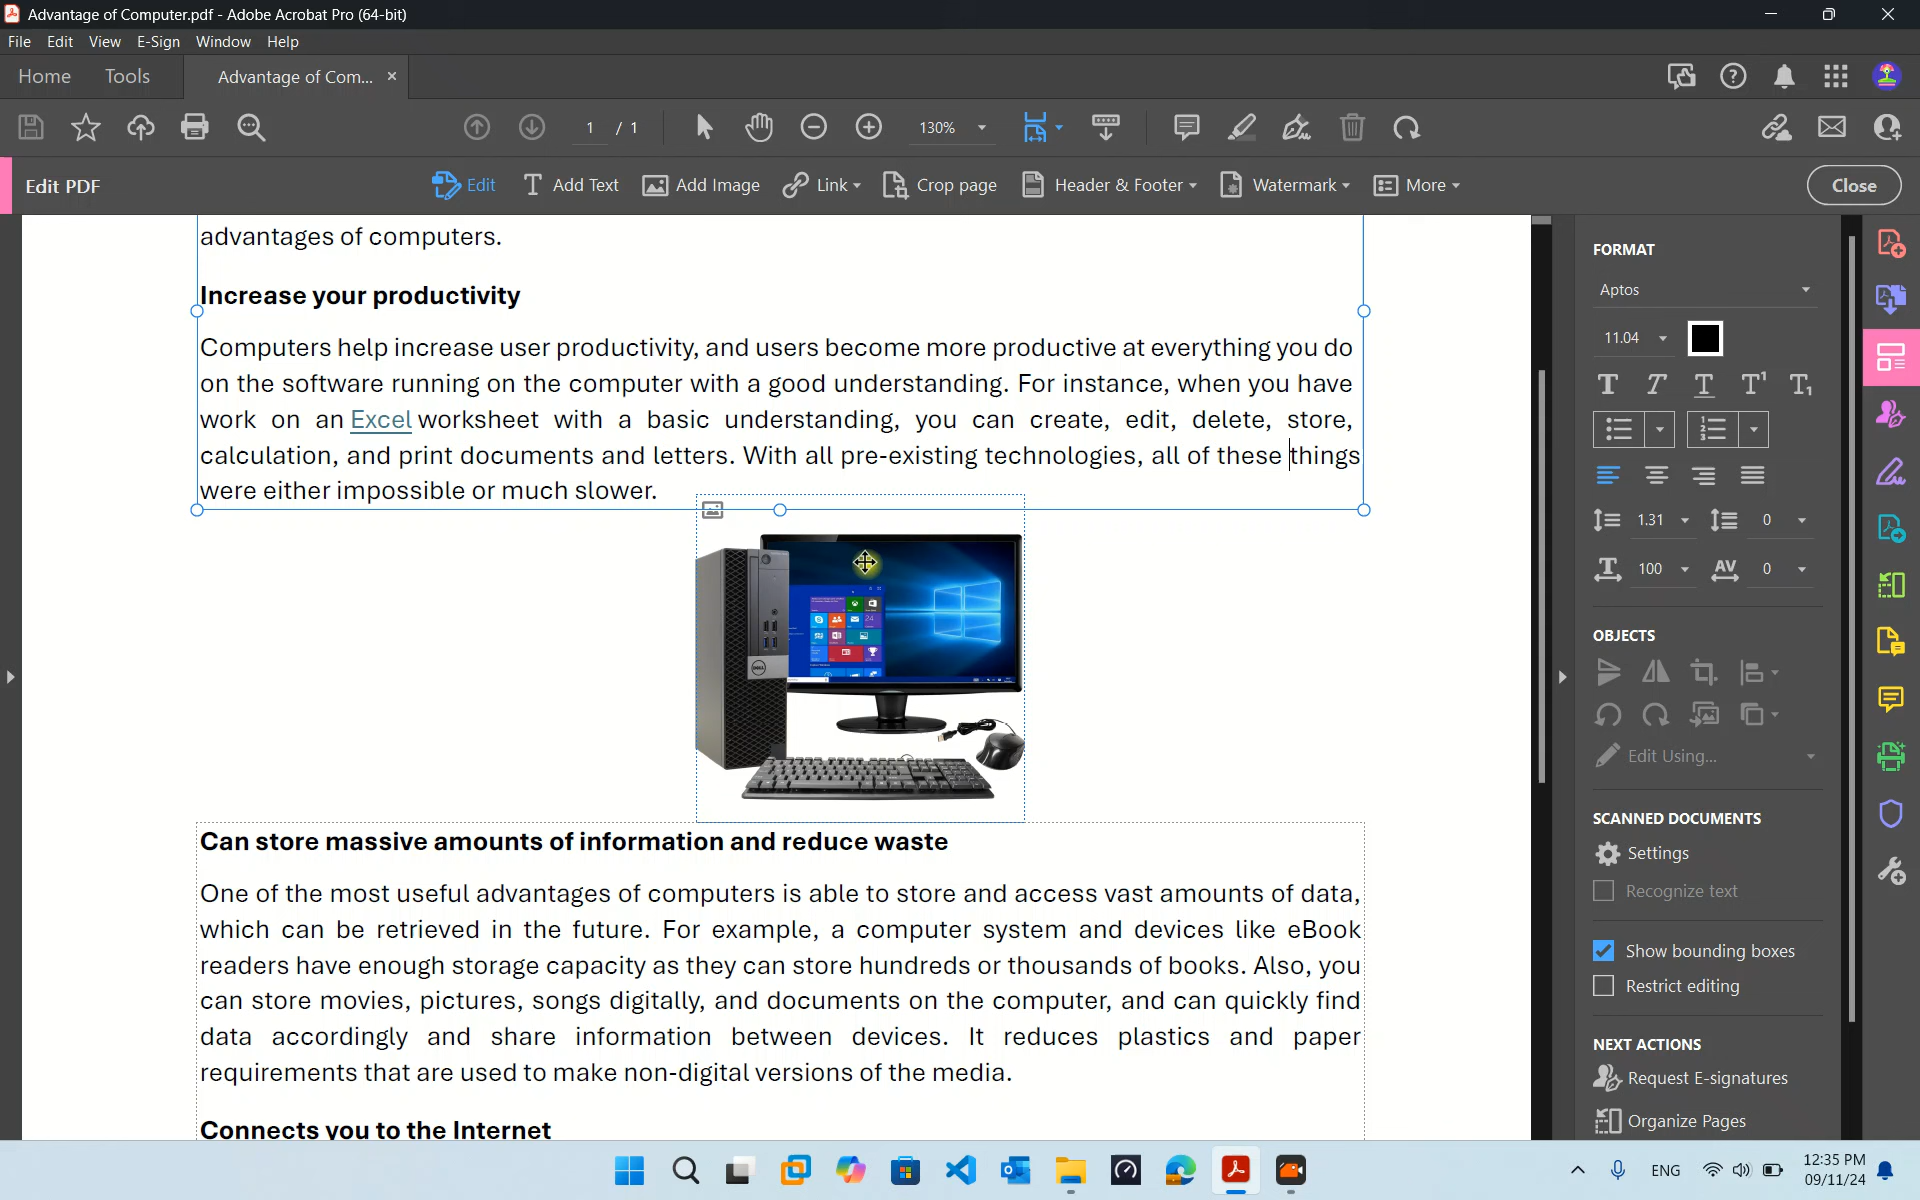 Advantage of Computer.pdf - Adobe Acrobat Pro (64-bit)
File Edit View E-Sign Window Help
Home Tools Advantage of Com... ×
1 / 1 130%
Edit PDF Edit Add Text Add Image Link Crop page Header & Footer Watermark More Close
advantages of computers.
Increase your productivity
Computers help increase user productivity, and users become more productive at everything you do
on the software running on the computer with a good understanding. For instance, when you have
work on an Excel worksheet with a basic understanding, you can create, edit, delete, store,
calculation, and print documents and letters. With all pre-existing technologies, all of these things
were either impossible or much slower.
DELL
Can store massive amounts of information and reduce waste
One of the most useful advantages of computers is able to store and access vast amounts of data,
which can be retrieved in the future. For example, a computer system and devices like eBook
readers have enough storage capacity as they can store hundreds or thousands of books. Also, you
can store movies, pictures, songs digitally, and documents on the computer, and can quickly find
data accordingly and share information between devices. It reduces plastics and paper
requirements that are used to make non-digital versions of the media.
Connects you to the Internet
FORMAT
Aptos
11.04
1.31 0
100 AV 0
OBJECTS
Edit Using...
SCANNED DOCUMENTS
Settings
Recognize text
Show bounding boxes
Restrict editing
NEXT ACTIONS
Request E-signatures
Organize Pages
ENG
12:35 PM
09/11/24